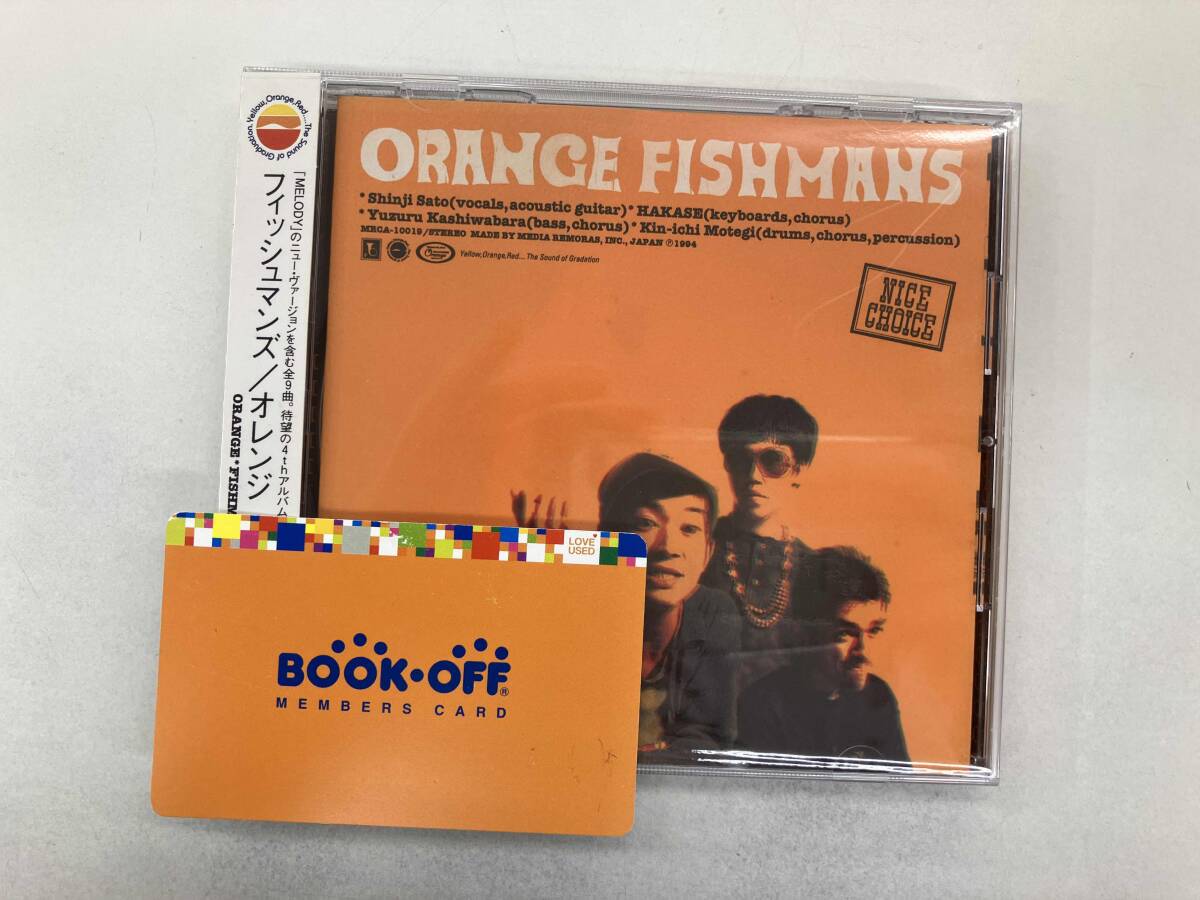 Yellow,Orange,Red....The Sound of Graduation.
「MELODY」のニュー・ヴァージョンを含む全9曲。待望の4thアルバム
フィッシュマンズ/オレンジ
ORANGE*FISHM
ORANGE FISHMANS
*Shinji Sato(vocals,acoustic guitar)*HAKASE(keyboards,chorus)
*Yuzuru Kashiwabara(bass,chorus)*Kin-ichi Motegi(drums,chorus,percussion)
MRCA-10019/STEREO MADE BY MEDIA REMORAS, INC., JAPAN ℗1994
Yellow,Orange,Red.... The Sound of Gradation
NICE
CHOICE
LOVE
USED
BOOK・OFF®
MEMBERS CARD